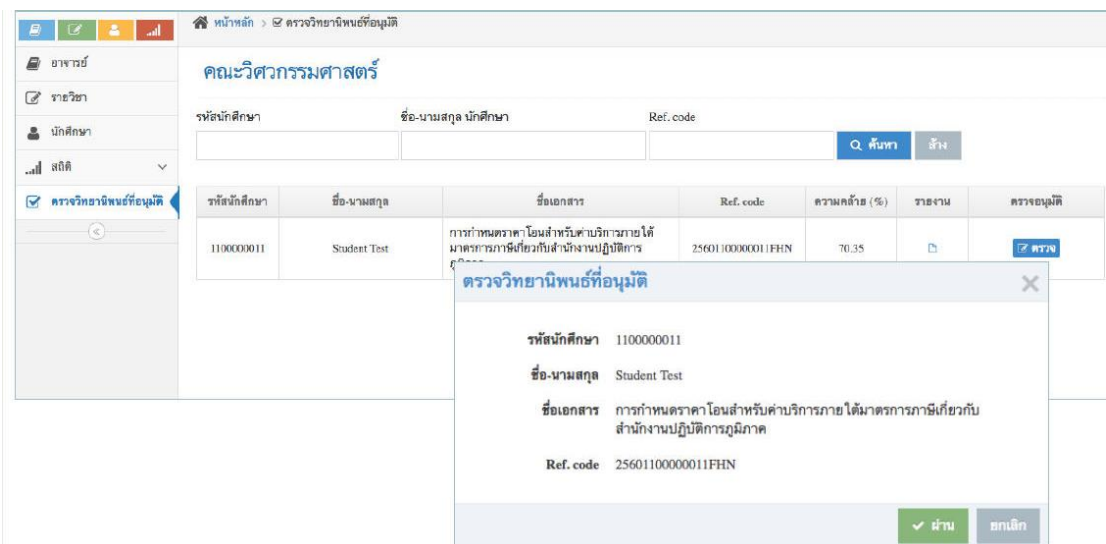 หน้าหลัก > ตรวจวิทยานิพนธ์ที่อนุมัติ
อาจารย์
รายวิชา
นักศึกษา
สถิติ
ตรวจวิทยานิพนธ์ที่อนุมัติ
คณะวิศวกรรมศาสตร์
รหัสนักศึกษา ชื่อ-นามสกุล นักศึกษา Ref. code
ค้นหา ล้าง
รหัสนักศึกษา ชื่อ-นามสกุล ชื่อเอกสาร Ref. code ความคล้าย (%) รายงาน ตรวจอนุมัติ
การกำหนดราคาโอนสำหรับค่าบริการภายใต้
1100000011 Student Test มาตรการภาษีเกี่ยวกับสำนักงานปฏิบัติการ 25601100000011FHN 70.35 ตรวจ
ตรวจวิทยานิพนธ์ที่อนุมัติ
รหัสนักศึกษา 1100000011
ชื่อ-นามสกุล Student Test
ชื่อเอกสาร การกำหนดราคาโอนสำหรับค่าบริการภายใต้มาตรการภาษีเกี่ยวกับ
สำนักงานปฏิบัติการภูมิภาค
Ref. code 25601100000011FHN
ผ่าน ยกเลิก